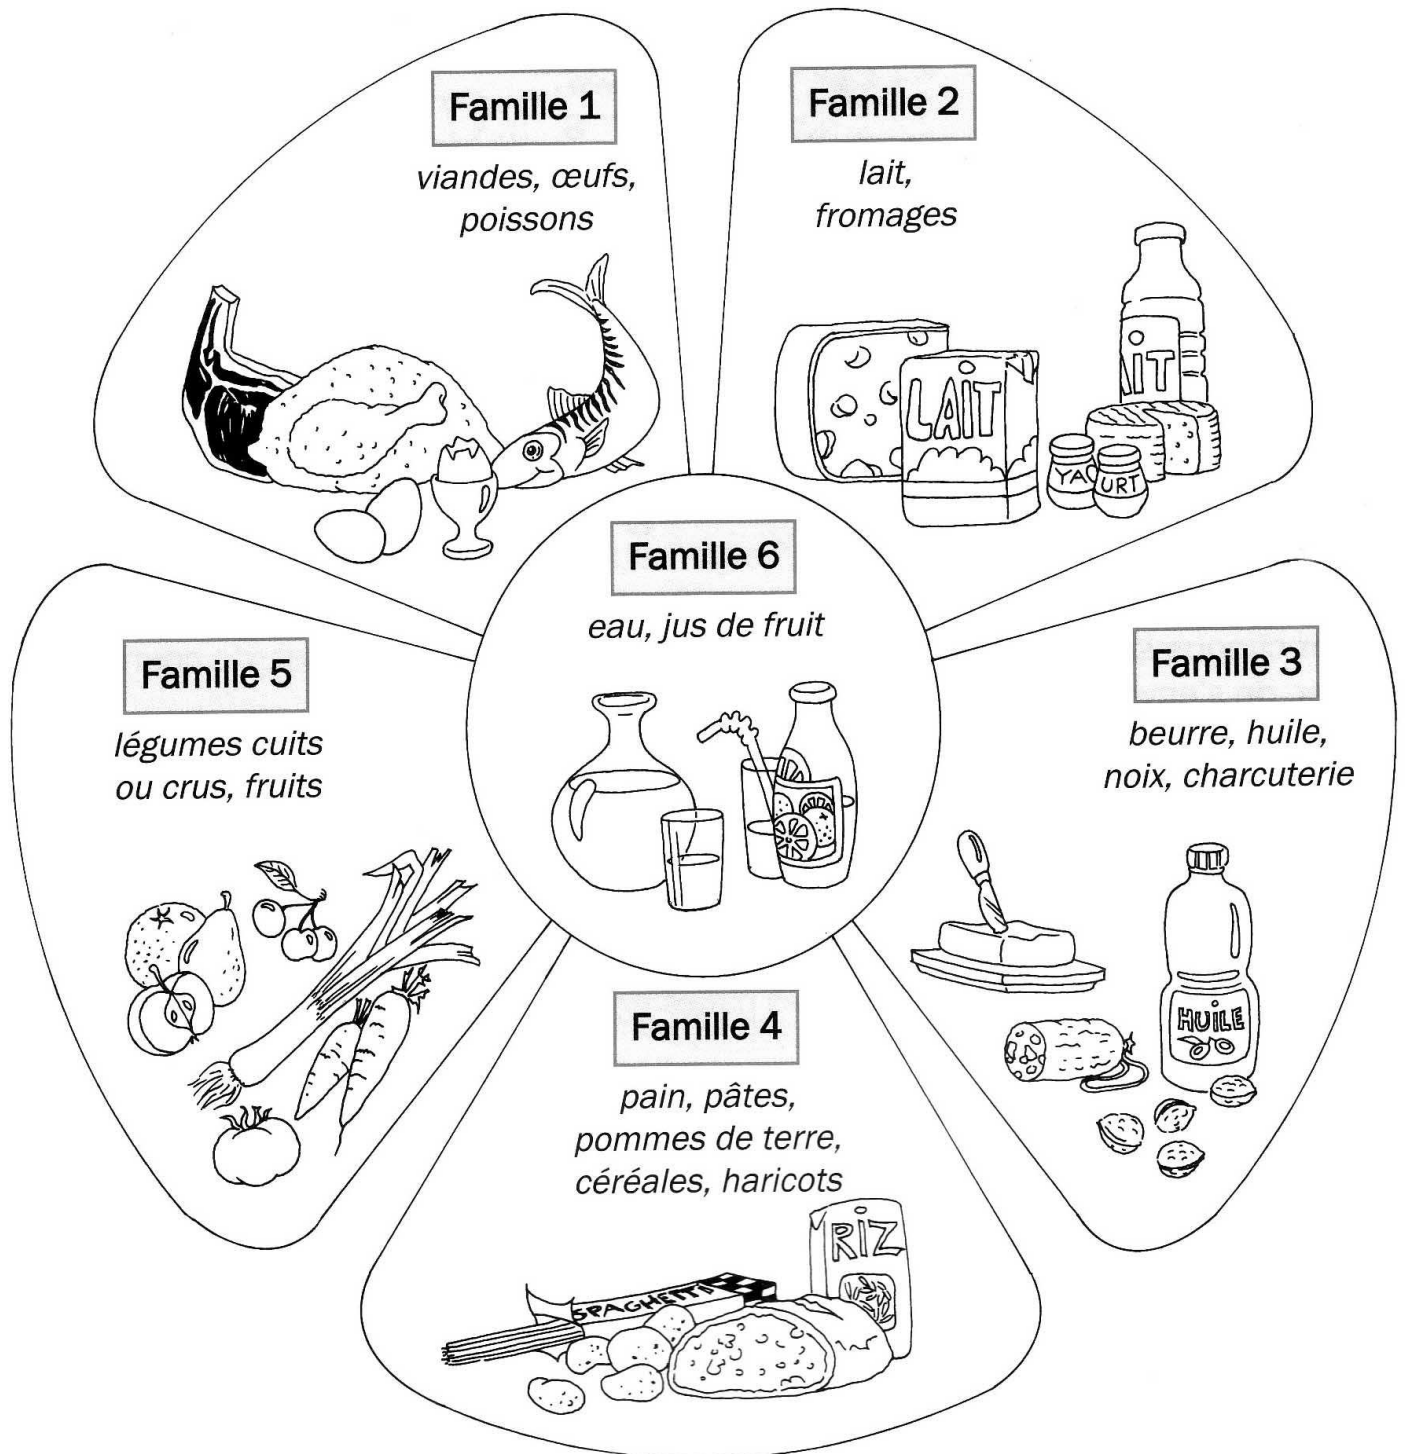 Famille 1
viandes, œufs,
poissons
Famille 2
lait,
fromages
LAIT
AIT
YA
URT
Famille 6
eau, jus de fruit
Famille 5
légumes cuits
ou crus, fruits
Famille 3
beurre, huile,
noix, charcuterie
HUILE
Famille 4
pain, pâtes,
pommes de terre,
céréales, haricots
RIZ
SPAGHETTI